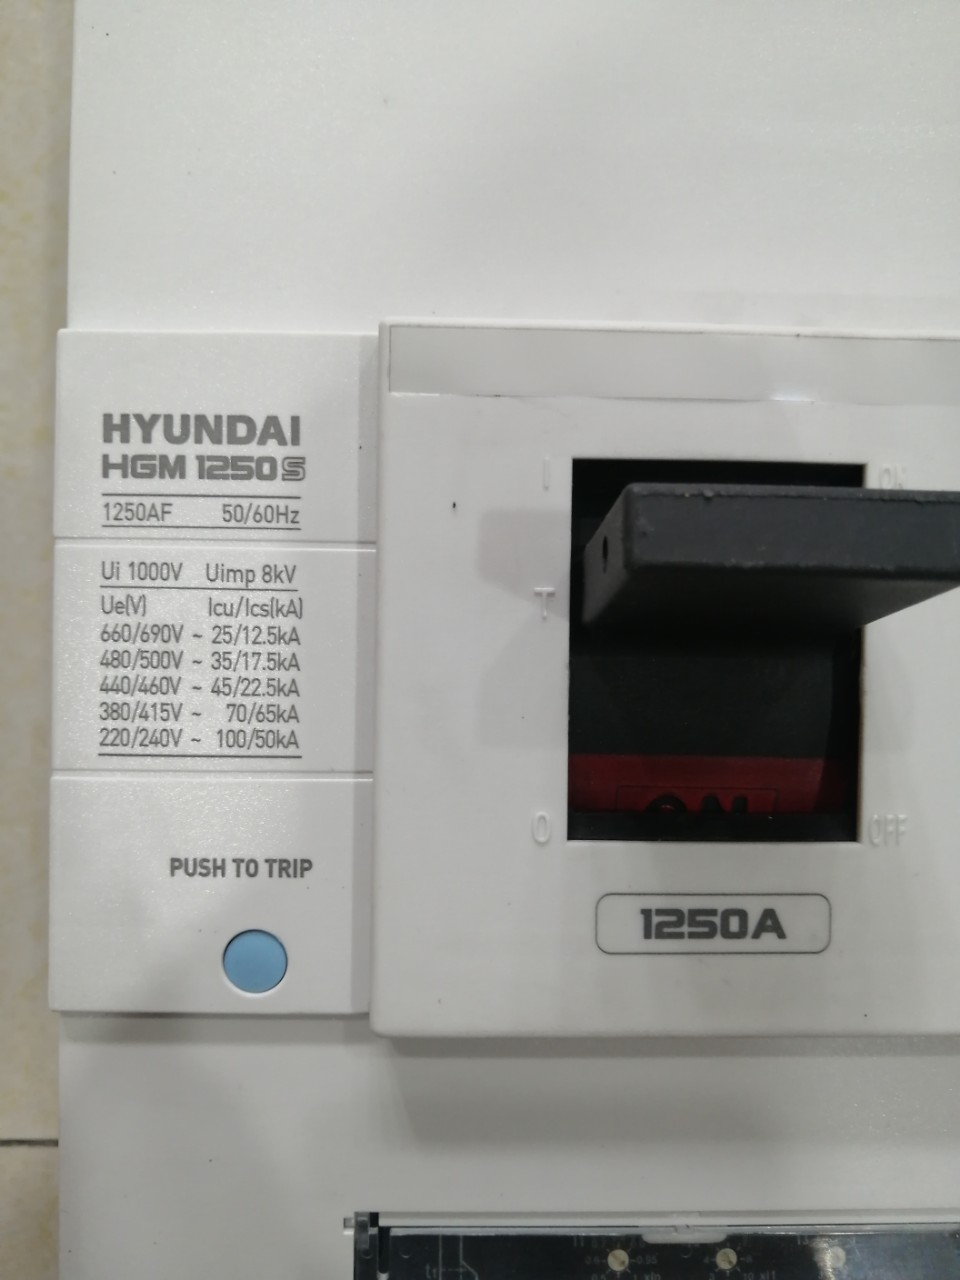 HYUNDAI
HGM 1250S
1250AF 50/60Hz
Ui 1000V Uimp 8kV
Ue(V) Icu/Ics(kA)
660/690V ~ 25/12.5kA
480/500V ~ 35/17.5kA
440/460V ~ 45/22.5kA
380/415V ~ 70/65kA
220/240V ~ 100/50kA
PUSH TO TRIP
I ON
T
O OFF
1250A
tr